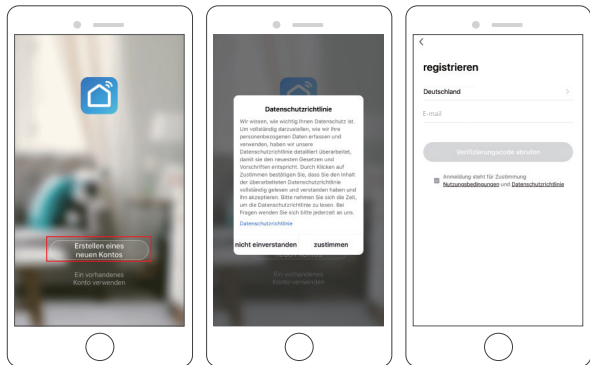 Erstellen eines
neuen Kontos
Ein vorhandenes
Konto verwenden
Datenschutzrichtlinie
Wir wissen, wie wichtig Ihnen Datenschutz ist.
Um vollständig darzustellen, wie wir Ihre
personenbezogenen Daten erfassen und
verwenden, haben wir unsere
Datenschutzrichtlinie detailliert überarbeitet,
damit sie den neuesten Gesetzen und
Vorschriften entspricht. Durch Klicken auf
Zustimmen bestätigen Sie, dass Sie den Inhalt
der überarbeiteten Datenschutzrichtlinie
vollständig gelesen und verstanden haben und
ihn akzeptieren. Bitte nehmen Sie sich die Zeit,
um die Datenschutzrichtlinie zu lesen. Bei
Fragen wenden Sie sich bitte jederzeit an uns.
Datenschutzrichtlinie
nicht einverstanden zustimmen
neuen Kontos
Ein vorhandenes
Konto verwenden
registrieren
Deutschland
E-mail
Verifizierungscode abrufen
Anmeldung steht für Zustimmung
Nutzungsbedingungen und Datenschutzrichtlinie